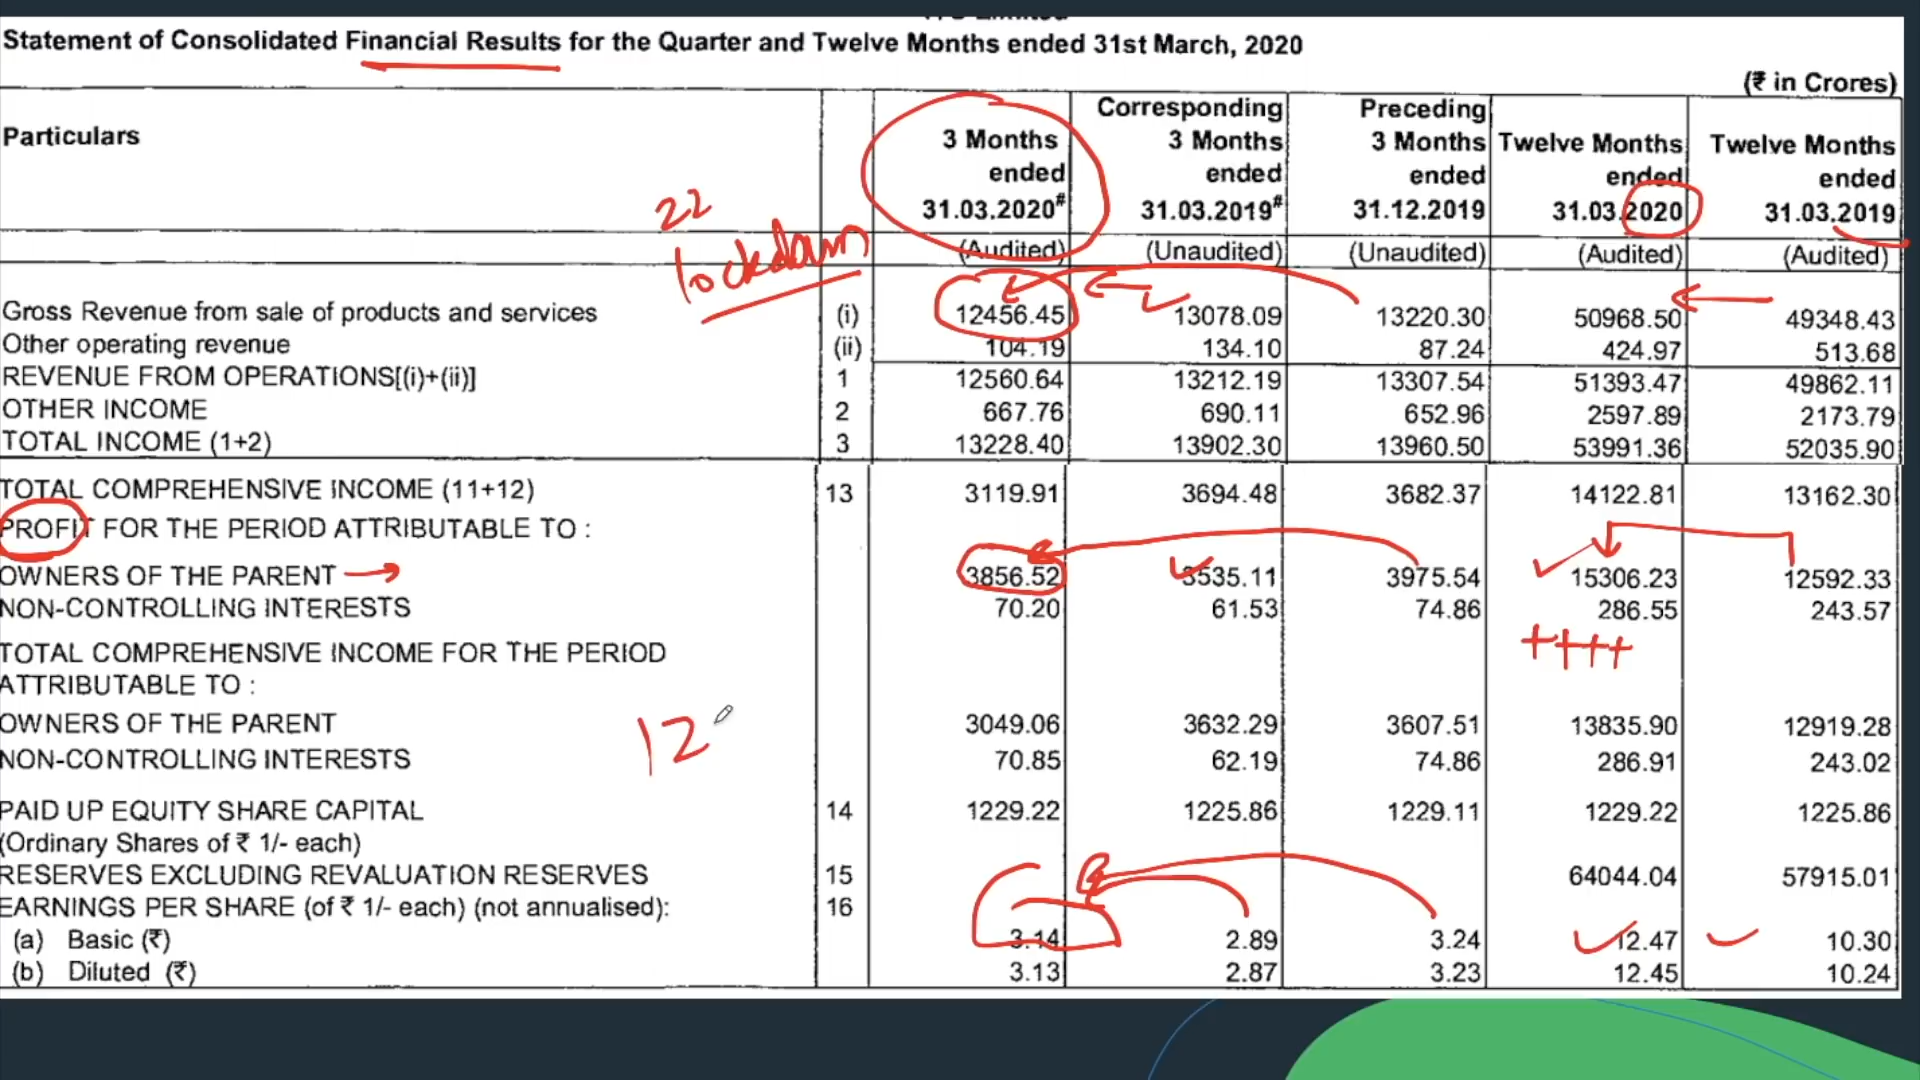 Statement of Consolidated Financial Results for the Quarter and Twelve Months ended 31st March, 2020
(₹ in Crores)
Particulars 3 Months ended 31.03.2020# Corresponding 3 Months ended 31.03.2019# Preceding 3 Months ended 31.12.2019 Twelve Months ended 31.03.2020 Twelve Months ended 31.03.2019
22
lockdown
(Audited) (Unaudited) (Unaudited) (Audited) (Audited)
Gross Revenue from sale of products and services (i) 12456.45 13078.09 13220.30 50968.50 49348.43
Other operating revenue (ii) 104.19 134.10 87.24 424.97 513.68
REVENUE FROM OPERATIONS[(i)+(ii)] 1 12560.64 13212.19 13307.54 51393.47 49862.11
OTHER INCOME 2 667.76 690.11 652.96 2597.89 2173.79
TOTAL INCOME (1+2) 3 13228.40 13902.30 13960.50 53991.36 52035.90
TOTAL COMPREHENSIVE INCOME (11+12) 13 3119.91 3694.48 3682.37 14122.81 13162.30
PROFIT FOR THE PERIOD ATTRIBUTABLE TO :
OWNERS OF THE PARENT 3856.52 3535.11 3975.54 15306.23 12592.33
NON-CONTROLLING INTERESTS 70.20 61.53 74.86 286.55 243.57
++++
TOTAL COMPREHENSIVE INCOME FOR THE PERIOD
ATTRIBUTABLE TO :
OWNERS OF THE PARENT 3049.06 3632.29 3607.51 13835.90 12919.28
12
NON-CONTROLLING INTERESTS 70.85 62.19 74.86 286.91 243.02
PAID UP EQUITY SHARE CAPITAL 14 1229.22 1225.86 1229.11 1229.22 1225.86
(Ordinary Shares of ₹ 1/- each)
RESERVES EXCLUDING REVALUATION RESERVES 15 64044.04 57915.01
EARNINGS PER SHARE (of ₹ 1/- each) (not annualised): 16
(a) Basic (₹) 3.14 2.89 3.24 12.47 10.30
(b) Diluted (₹) 3.13 2.87 3.23 12.45 10.24